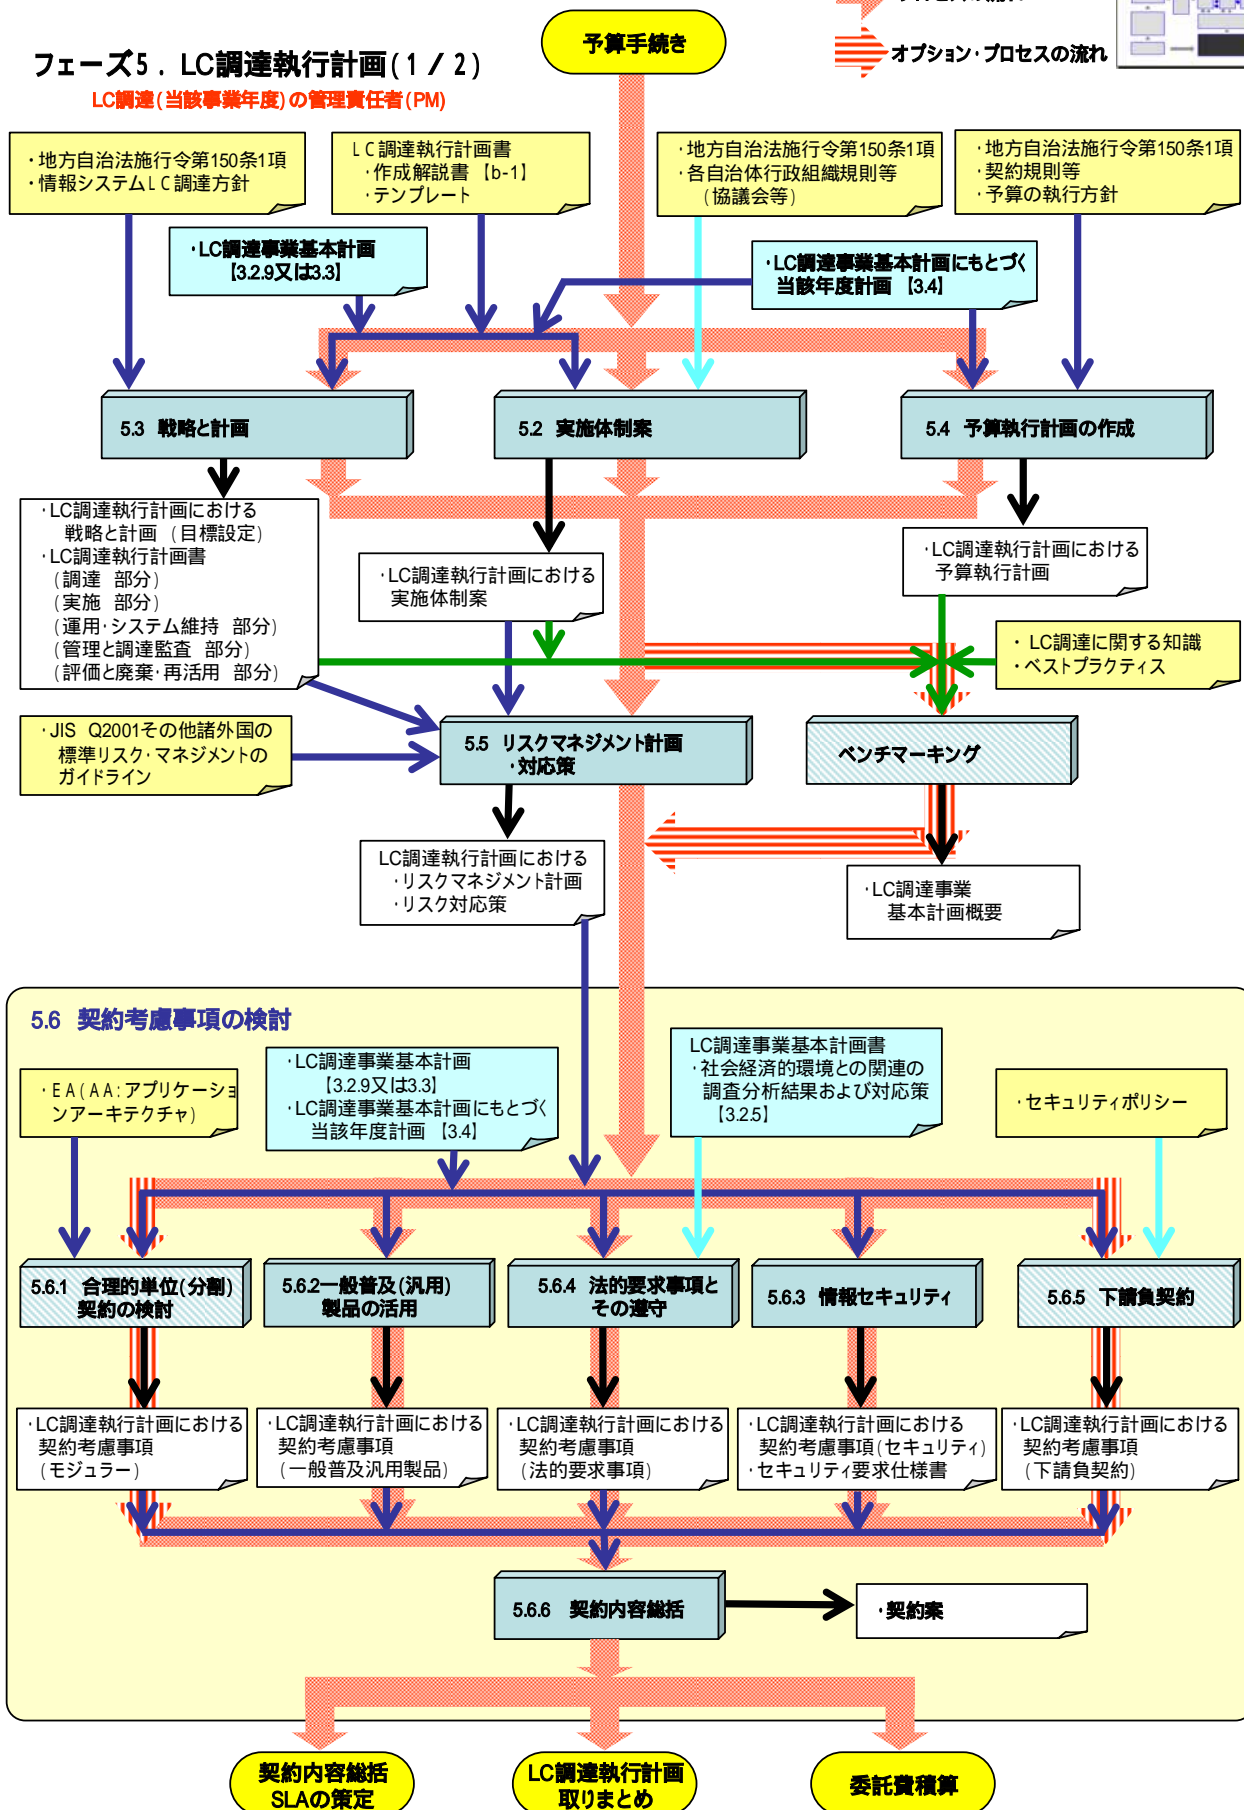 予算手続き
オプション・プロセスの流れ
フェーズ5．LC調達執行計画(1/2)
LC調達(当該事業年度)の管理責任者(PM)
・地方自治法施行令第150条1項
・情報システムLC調達方針
LC調達執行計画書
・作成解説書【b-1】
・テンプレート
・地方自治法施行令第150条1項
・各自治体行政組織規則等
(協議会等)
・地方自治法施行令第150条1項
・契約規則等
・予算の執行方針
・LC調達事業基本計画
【3.2.9又は3.3】
・LC調達事業基本計画にもとづく
当該年度計画【3.4】
5.3 戦略と計画
5.2 実施体制案
5.4 予算執行計画の作成
・LC調達執行計画における
戦略と計画 (目標設定)
・LC調達執行計画書
(調達 部分)
(実施 部分)
(運用・システム維持 部分)
(管理と調達監査 部分)
(評価と廃棄・再活用 部分)
・LC調達執行計画における
実施体制案
・LC調達執行計画における
予算執行計画
・LC調達に関する知識
・ベストプラクティス
・JIS Q2001その他諸外国の
標準リスク・マネジメントの
ガイドライン
5.5 リスクマネジメント計画
・対応策
ベンチマーキング
LC調達執行計画における
・リスクマネジメント計画
・リスク対応策
・LC調達事業
基本計画概要
5.6 契約考慮事項の検討
・EA(AA:アプリケーショ
ンアーキテクチャ)
・LC調達事業基本計画
【3.2.9又は3.3】
・LC調達事業基本計画にもとづく
当該年度計画【3.4】
LC調達事業基本計画書
・社会経済的環境との関連の
調査分析結果および対応策
【3.2.5】
・セキュリティポリシー
5.6.1 合理的単位(分割)
契約の検討
5.6.2一般普及(汎用)
製品の活用
5.6.4 法的要求事項と
その遵守
5.6.3 情報セキュリティ
5.6.5 下請負契約
・LC調達執行計画における
契約考慮事項
(モジュラー)
・LC調達執行計画における
契約考慮事項
(一般普及汎用製品)
・LC調達執行計画における
契約考慮事項
(法的要求事項)
・LC調達執行計画における
契約考慮事項(セキュリティ)
・セキュリティ要求仕様書
・LC調達執行計画における
契約考慮事項
(下請負契約)
5.6.6 契約内容総括
・契約案
契約内容総括
SLAの策定
LC調達執行計画
取りまとめ
委託費積算